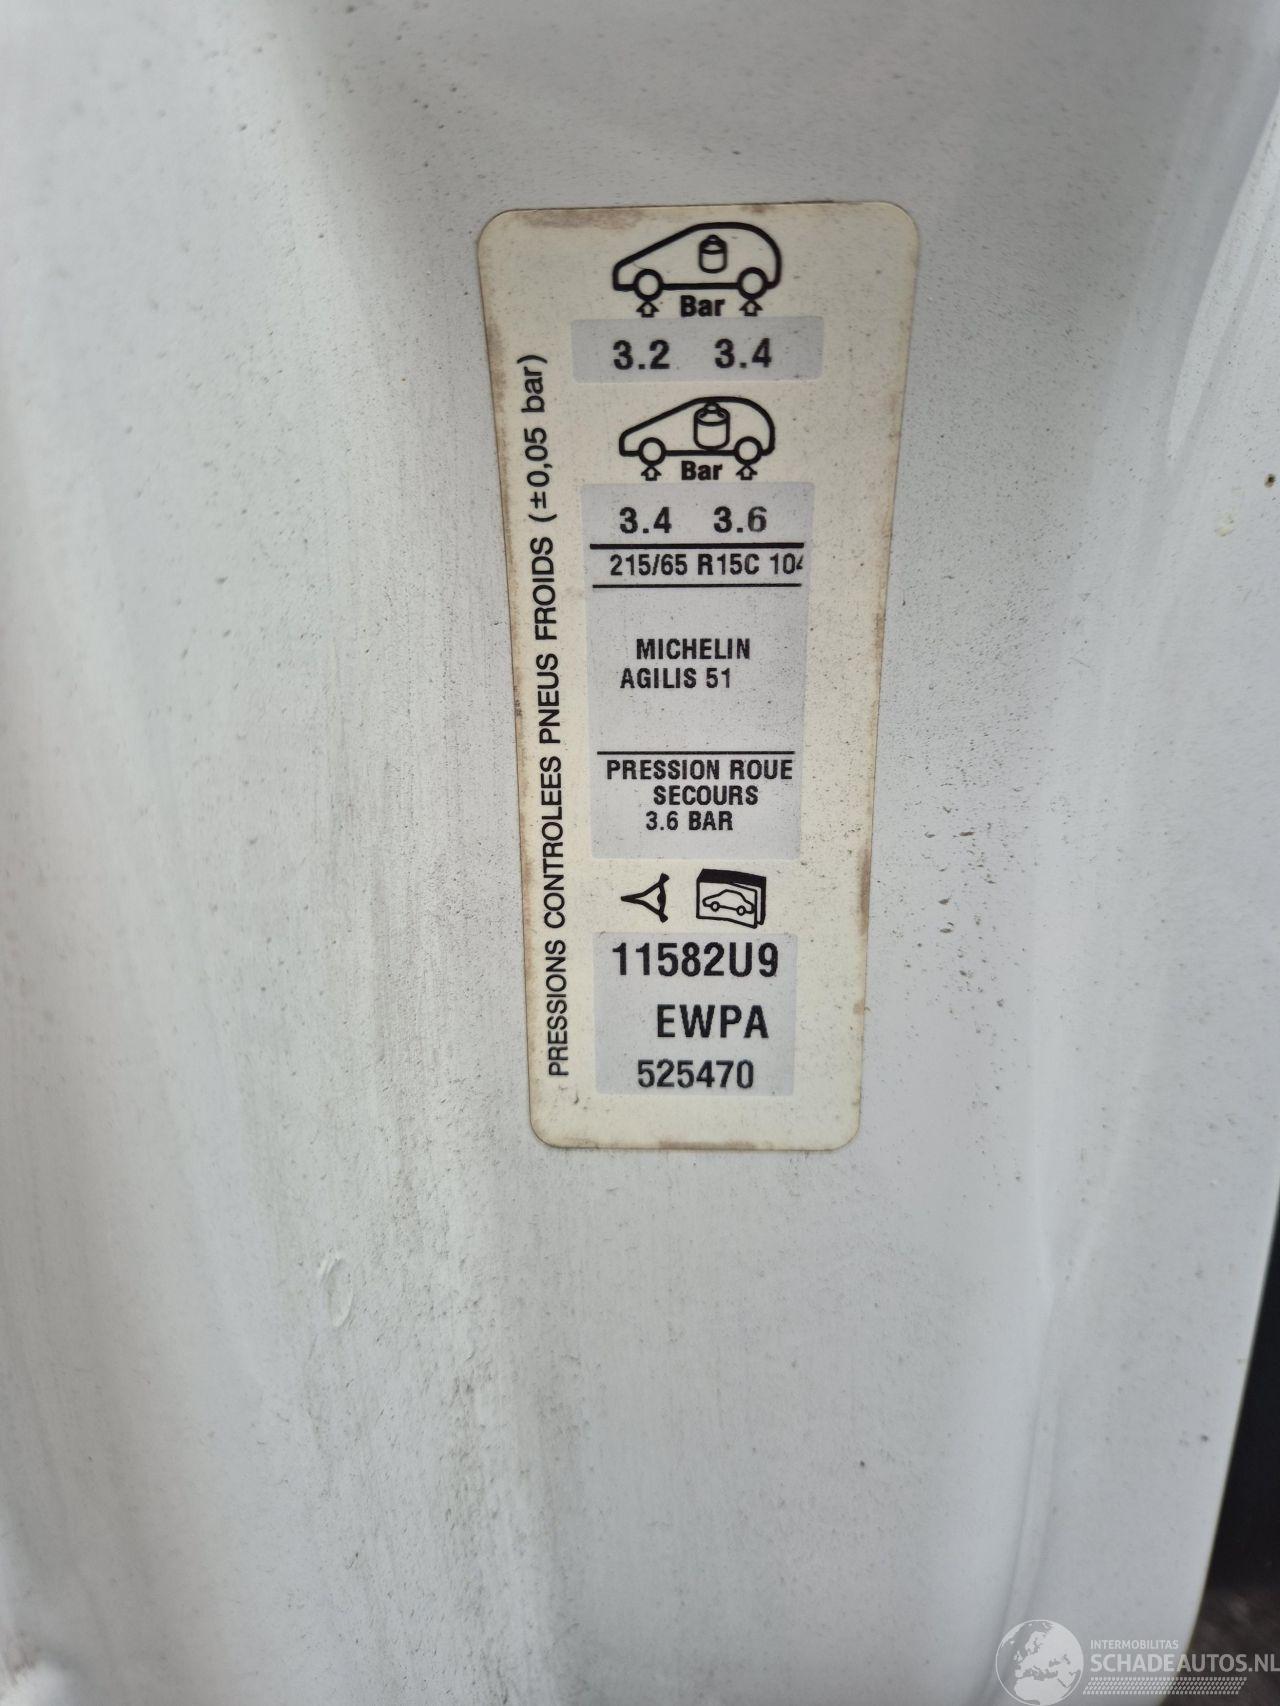 Bar
3.2 3.4
Bar
3.4 3.6
215/65 R15C 104
MICHELIN
AGILIS 51
PRESSION ROUE
SECOURS
3.6 BAR
11582U9
EWPA
525470
PRESSIONS CONTROLEES PNEUS FROIDS (±0,05 bar)
INTERMOBILITAS
SCHADEAUTOS.NL